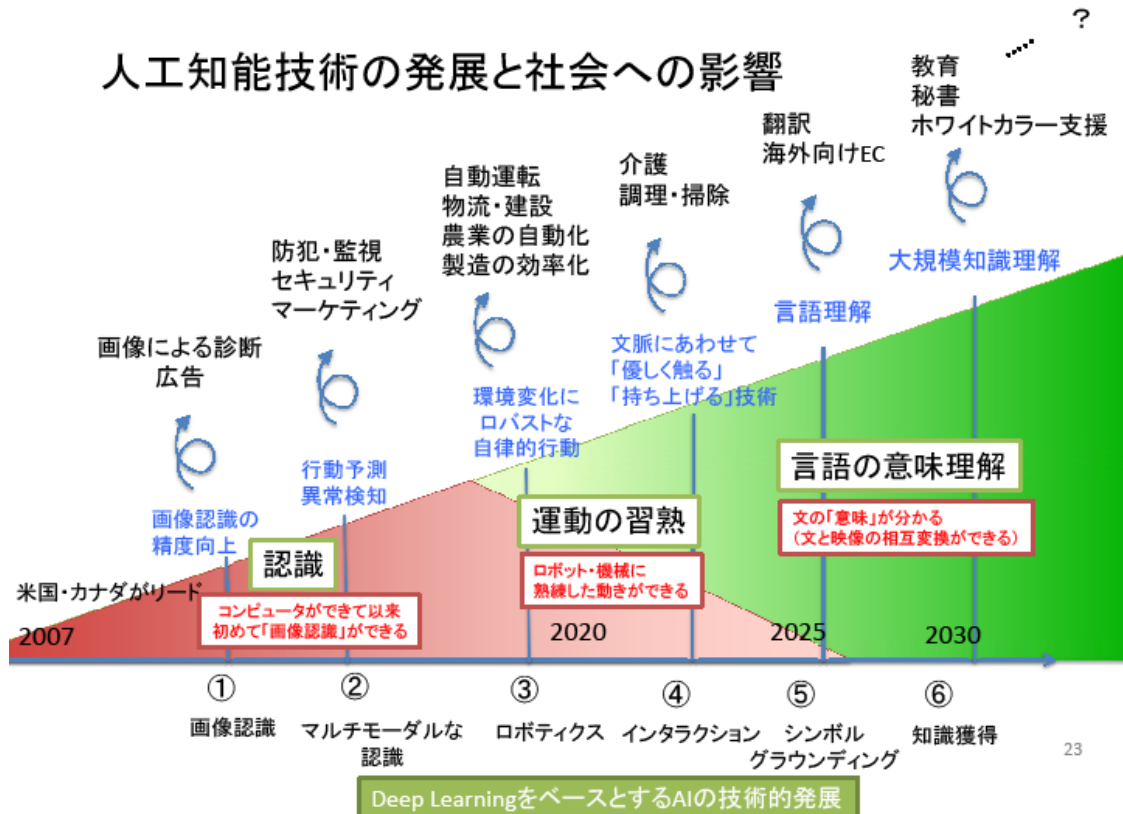 ?
人工知能技術の発展と社会への影響
教育
秘書
ホワイトカラー支援
翻訳
海外向けEC
介護
調理・掃除
自動運転
物流・建設
農業の自動化
製造の効率化
防犯・監視
セキュリティ
マーケティング
画像による診断
広告
大規模知識理解
言語理解
文脈にあわせて
「優しく触る」
「持ち上げる」技術
環境変化に
ロバストな
自律的行動
行動予測
異常検知
画像認識の
精度向上
認識
運動の習熟
言語の意味理解
文の「意味」が分かる
(文と映像の相互変換ができる)
ロボット・機械に
熟練した動きができる
コンピュータができて以来
初めて「画像認識」ができる
米国・カナダがリード
2007
2020
2025
2030
①
画像認識
②
マルチモーダルな
認識
③
ロボティクス
④
インタラクション
⑤
シンボル
グラウンディング
⑥
知識獲得
23
Deep LearningをベースとするAIの技術的発展